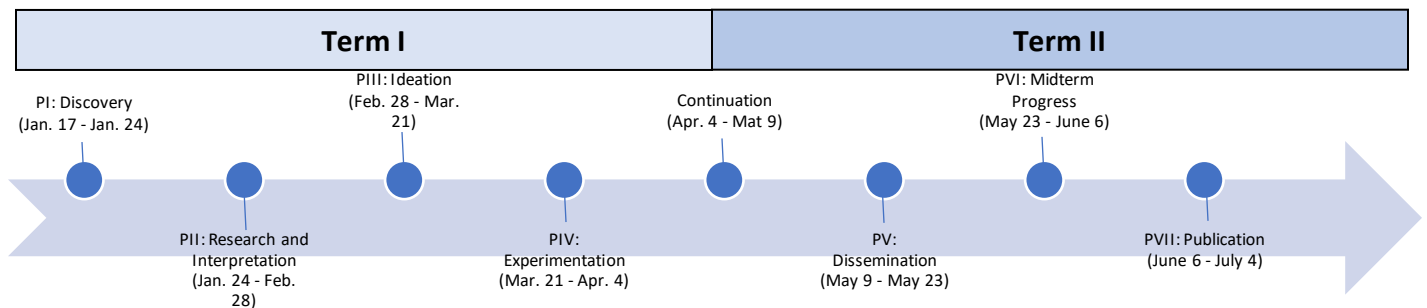 Term I
Term II
PI: Discovery
(Jan. 17 - Jan. 24)
PII: Research and
Interpretation
(Jan. 24 - Feb.
28)
PIII: Ideation
(Feb. 28 - Mar.
21)
PIV:
Experimentation
(Mar. 21 - Apr. 4)
Continuation
(Apr. 4 - Mat 9)
PV:
Dissemination
(May 9 - May 23)
PVI: Midterm
Progress
(May 23 - June 6)
PVII: Publication
(June 6 - July 4)